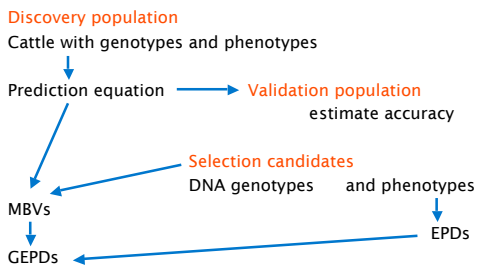 Discovery population
Cattle with genotypes and phenotypes
Prediction equation
Validation population
estimate accuracy
Selection candidates
DNA genotypes and phenotypes
MBVs
EPDs
GEPDs